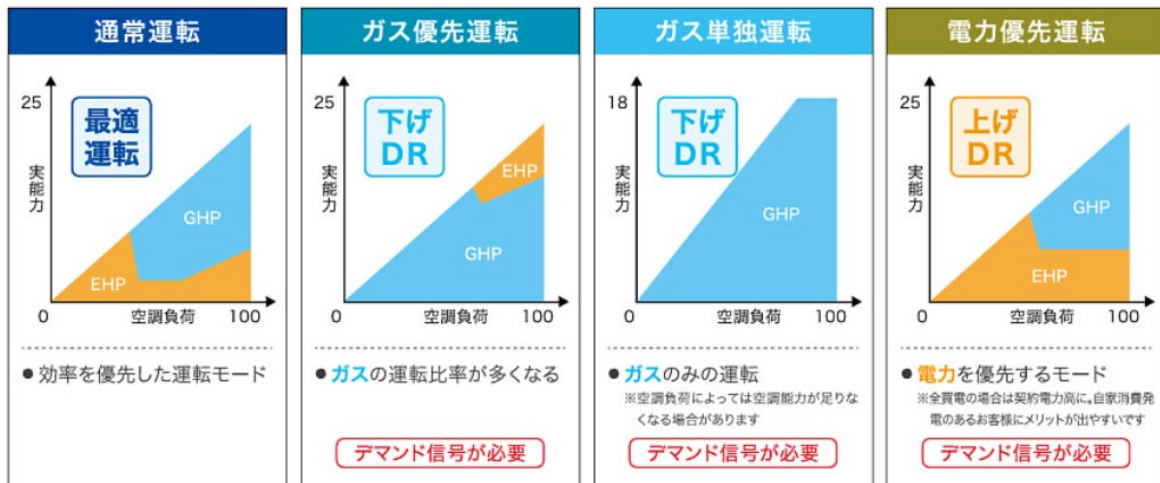 通常運転
25
最適
運転
実能力
GHP
EHP
0
空調負荷
100
●効率を優先した運転モード
ガス優先運転
25
下げ
DR
実能力
EHP
GHP
0
空調負荷
100
●ガスの運転比率が多くなる
デマンド信号が必要
ガス単独運転
18
下げ
DR
実能力
GHP
0
空調負荷
100
●ガスのみの運転
※空調負荷によっては空調能力が足りな
くなる場合があります
デマンド信号が必要
電力優先運転
25
上げ
DR
実能力
GHP
EHP
0
空調負荷
100
●電力を優先するモード
※全買電の場合は契約電力高に。自家消費発
電のあるお客様にメリットが出やすいです
デマンド信号が必要